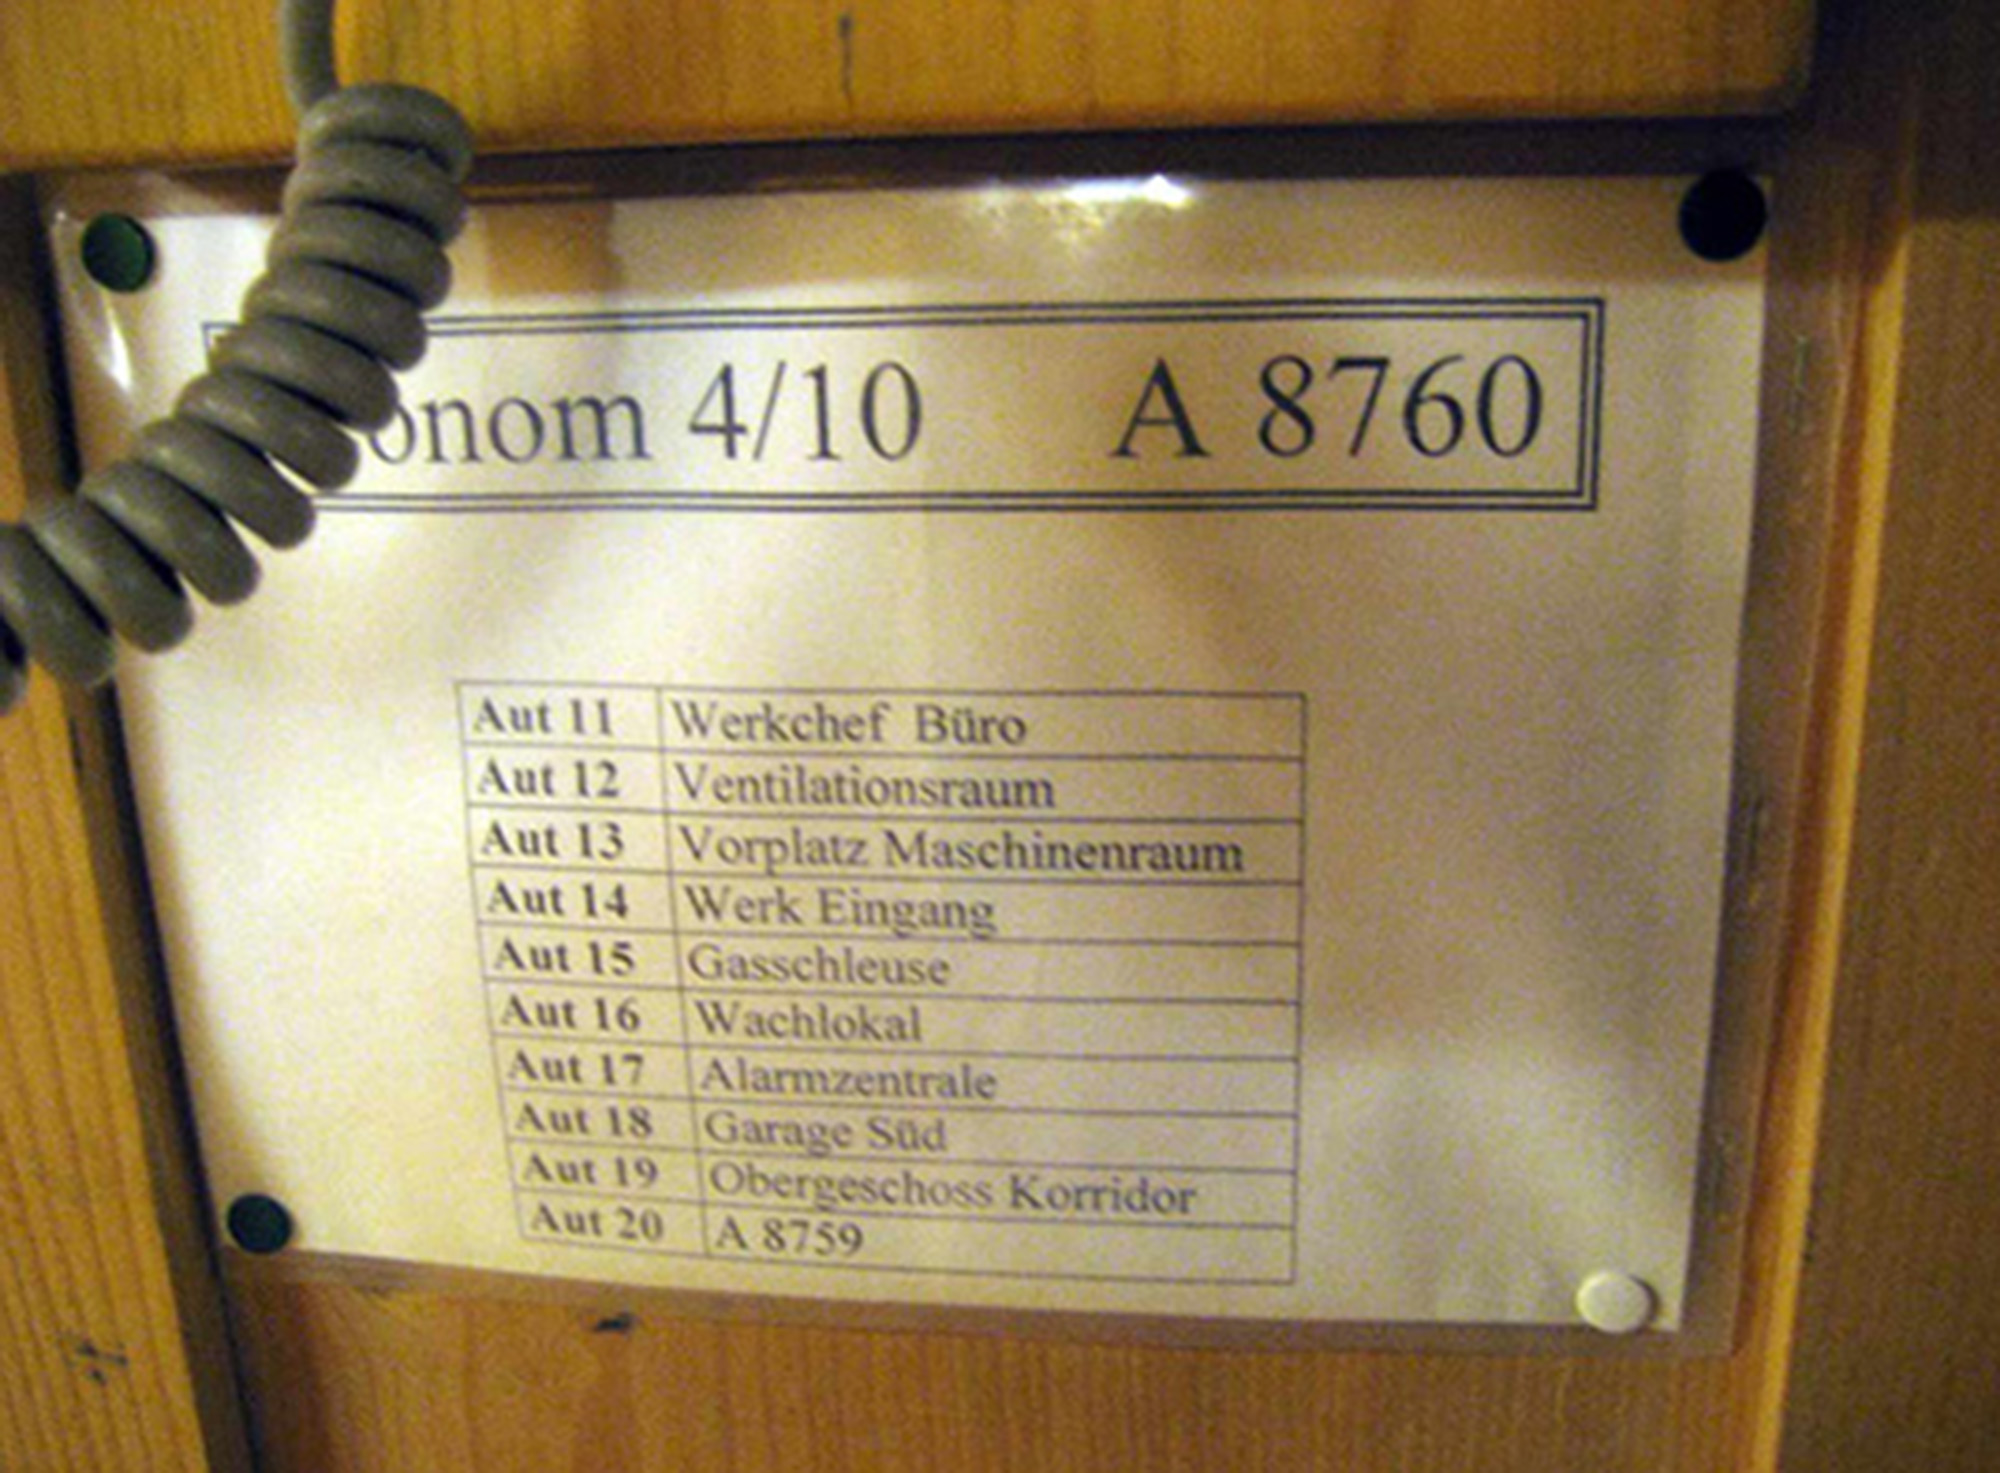 4/10 A 8760
Aut 11 Werkchef Büro
Aut 12 Ventilationsraum
Aut 13 Vorplatz Maschinenraum
Aut 14 Werk Eingang
Aut 15 Gasschleuse
Aut 16 Wachlokal
Aut 17 Alarmzentrale
Aut 18 Garage Süd
Aut 19 Obergeschoss Korridor
Aut 20 A 8759